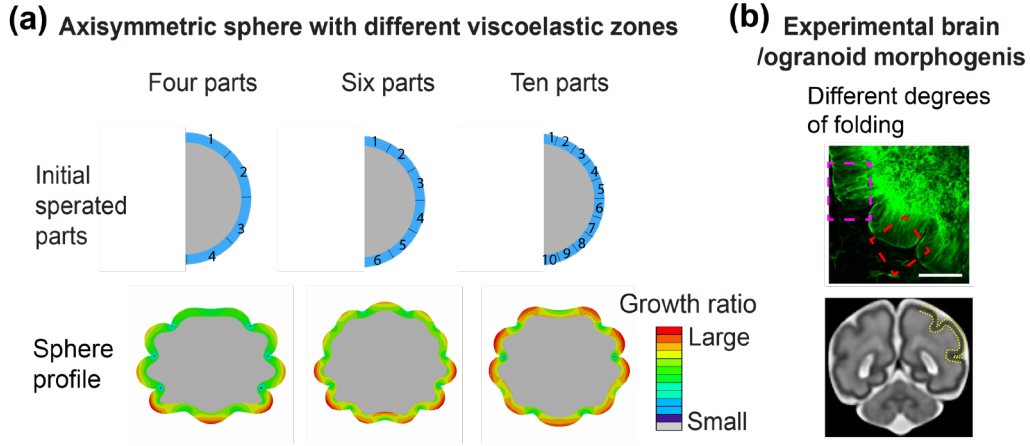 (a) Axisymmetric sphere with different viscoelastic zones
Four parts
Six parts
Ten parts
Initial
sperated
parts
1
2
3
4
1
2
3
4
5
6
1
2
3
4
5
6
7
8
9
10
Sphere
profile
Growth ratio
Large
Small
(b) Experimental brain
/ogranoid morphogenis
Different degrees
of folding